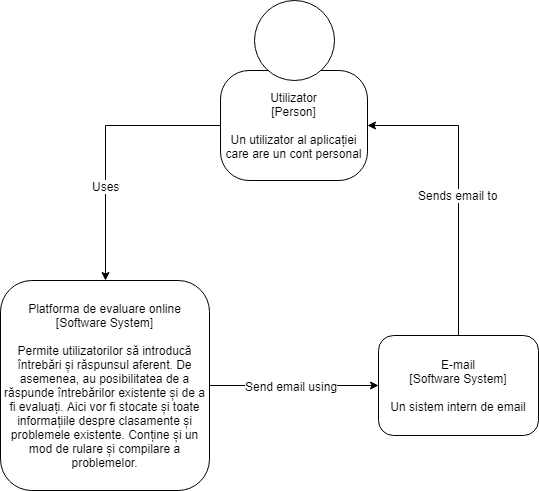 Utilizator
[Person]
Un utilizator al aplicației
care are un cont personal
Uses
Sends email to
Platforma de evaluare online
[Software System]
Permite utilizatorilor să introducă
întrebări și răspunsul aferent. De
asemenea, au posibilitatea de a
răspunde întrebărilor existente și de a
fi evaluați. Aici vor fi stocate și toate
informațiile despre clasamente și
problemele existente. Conține și un
mod de rulare și compilare a
problemelor.
Send email using
E-mail
[Software System]
Un sistem intern de email